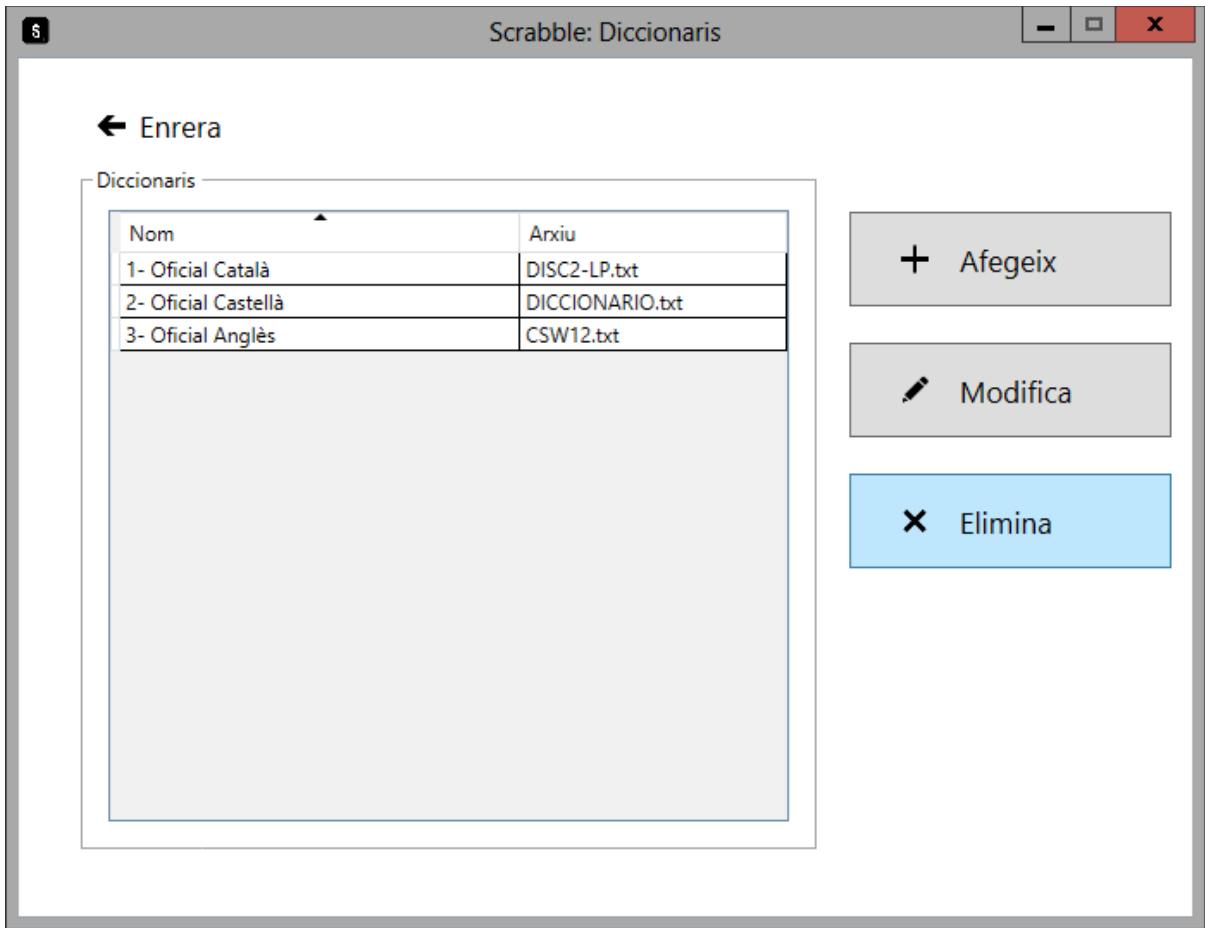 Scrabble: Diccionaris
Enrera
Diccionaris
Nom Arxiu
1- Oficial Català DISC2-LP.txt
2- Oficial Castellà DICCIONARIO.txt
3- Oficial Anglès CSW12.txt
Afegeix
Modifica
Elimina